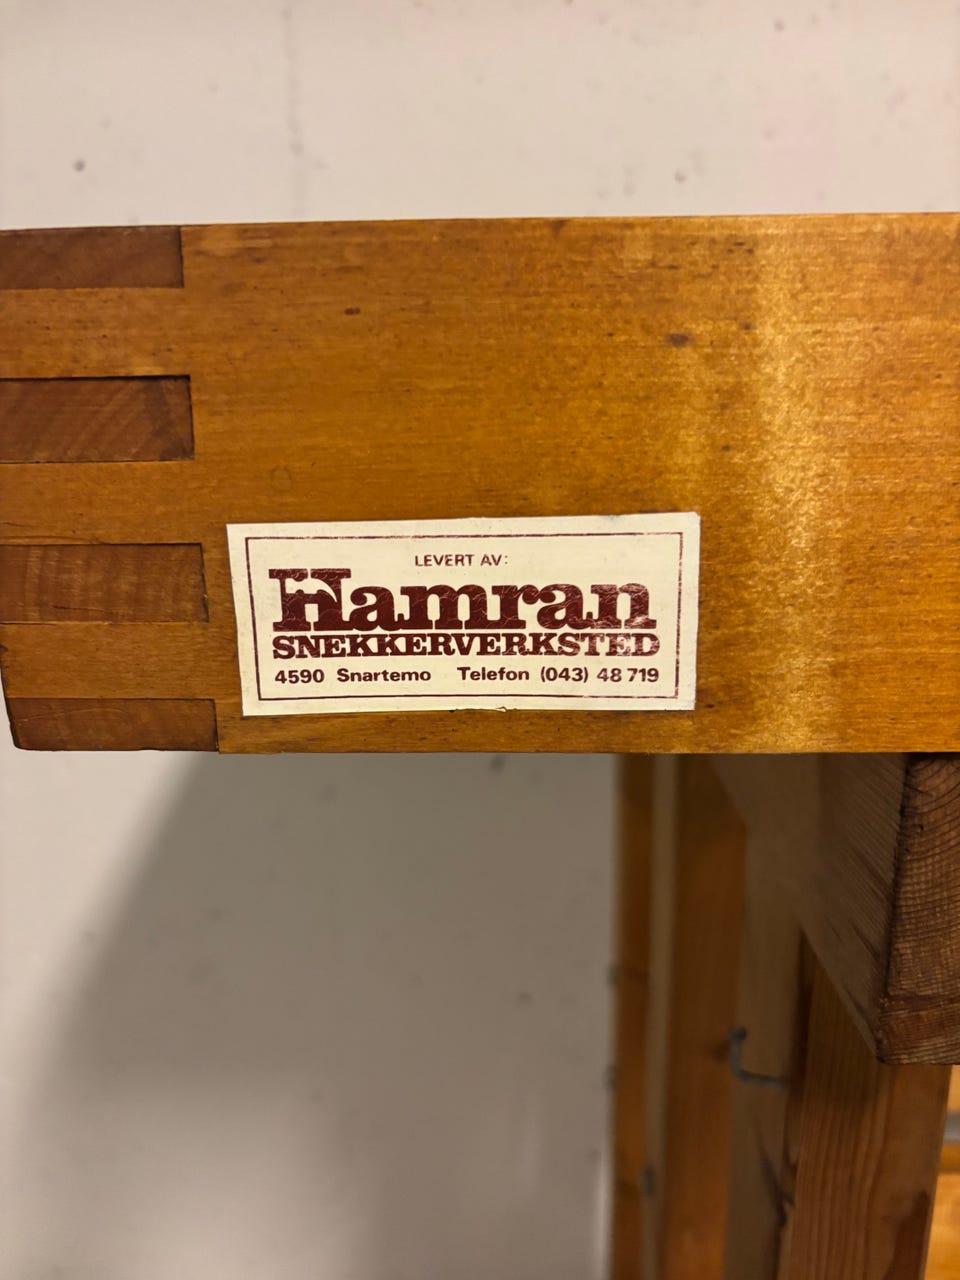 LEVERT AV:
Hamran
SNEKKERVERKSTED
4590 Snartemo Telefon (043) 48 719